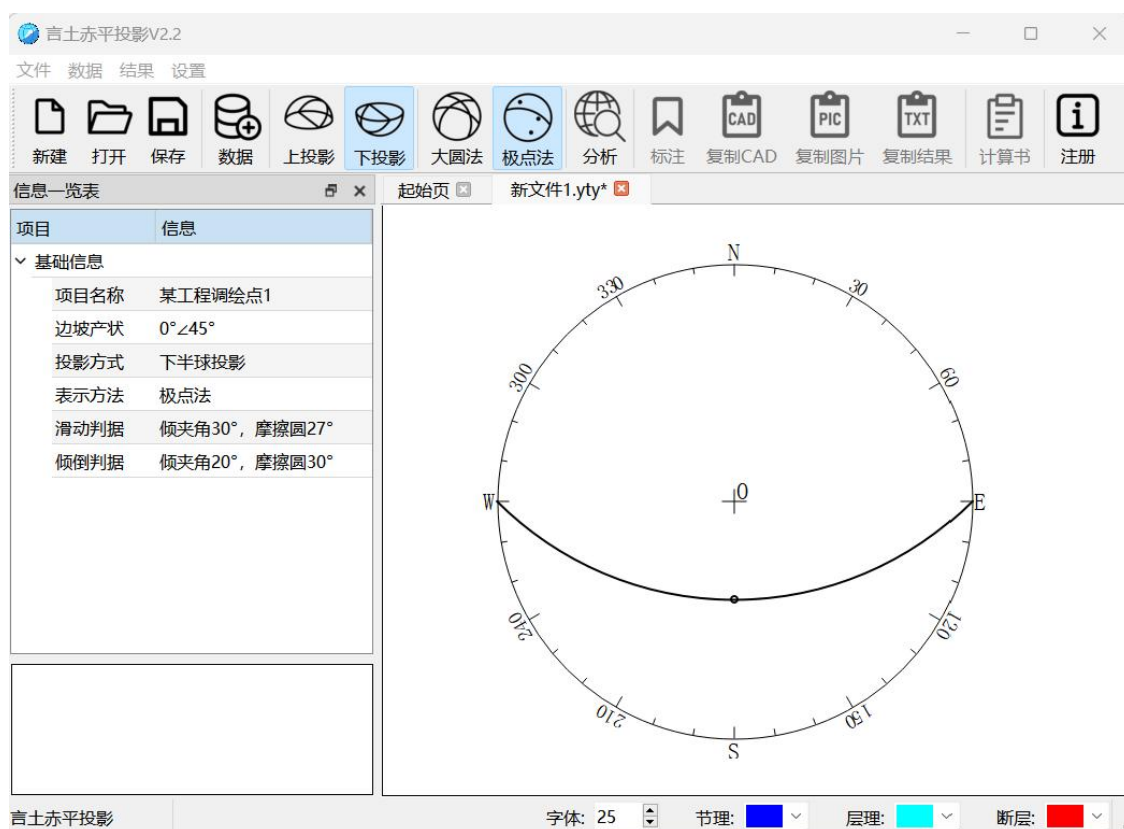 言土赤平投影V2.2
文件 数据 结果 设置
新建 打开 保存 数据 上投影 下投影 大圆法 极点法 分析 标注 CAD 复制CAD PIC 复制图片 TXT 复制结果 计算书 注册
信息一览表
起始页 新文件1.yty*
项目 信息
基础信息
项目名称 某工程调绘点1
边坡产状 0°∠45°
投影方式 下半球投影
表示方法 极点法
滑动判据 倾夹角30°，摩擦圆27°
倾倒判据 倾夹角20°，摩擦圆30°
N
330 30
300 60
W O E
240 120
210 150
S
言土赤平投影 字体: 25 节理: 层理: 断层: